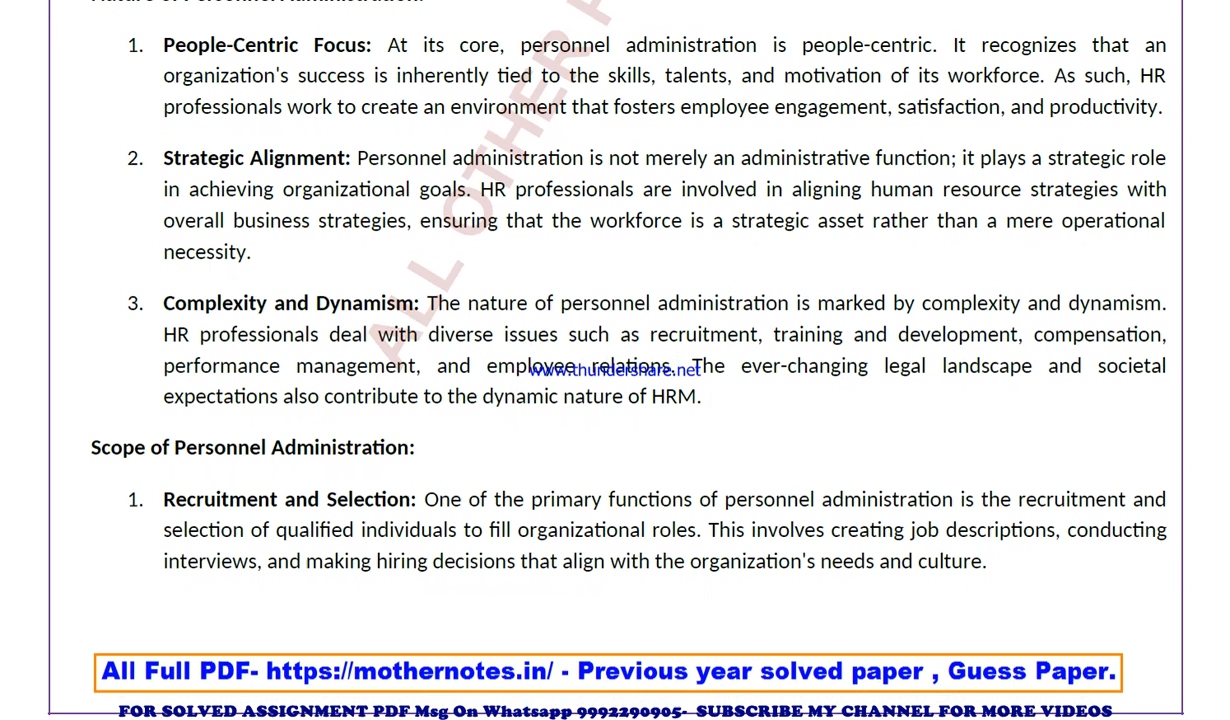 1. People-Centric Focus: At its core, personnel administration is people-centric. It recognizes that an
organization's success is inherently tied to the skills, talents, and motivation of its workforce. As such, HR
professionals work to create an environment that fosters employee engagement, satisfaction, and productivity.
2. Strategic Alignment: Personnel administration is not merely an administrative function; it plays a strategic role
in achieving organizational goals. HR professionals are involved in aligning human resource strategies with
overall business strategies, ensuring that the workforce is a strategic asset rather than a mere operational
necessity.
3. Complexity and Dynamism: The nature of personnel administration is marked by complexity and dynamism.
HR professionals deal with diverse issues such as recruitment, training and development, compensation,
performance management, and employee relations. The ever-changing legal landscape and societal
www.thundershare.net
expectations also contribute to the dynamic nature of HRM.
Scope of Personnel Administration:
1. Recruitment and Selection: One of the primary functions of personnel administration is the recruitment and
selection of qualified individuals to fill organizational roles. This involves creating job descriptions, conducting
interviews, and making hiring decisions that align with the organization's needs and culture.
ALL OTHER
All Full PDF- https://mothernotes.in/ - Previous year solved paper , Guess Paper.
FOR SOLVED ASSIGNMENT PDF Msg On Whatsapp 9992290905- SUBSCRIBE MY CHANNEL FOR MORE VIDEOS